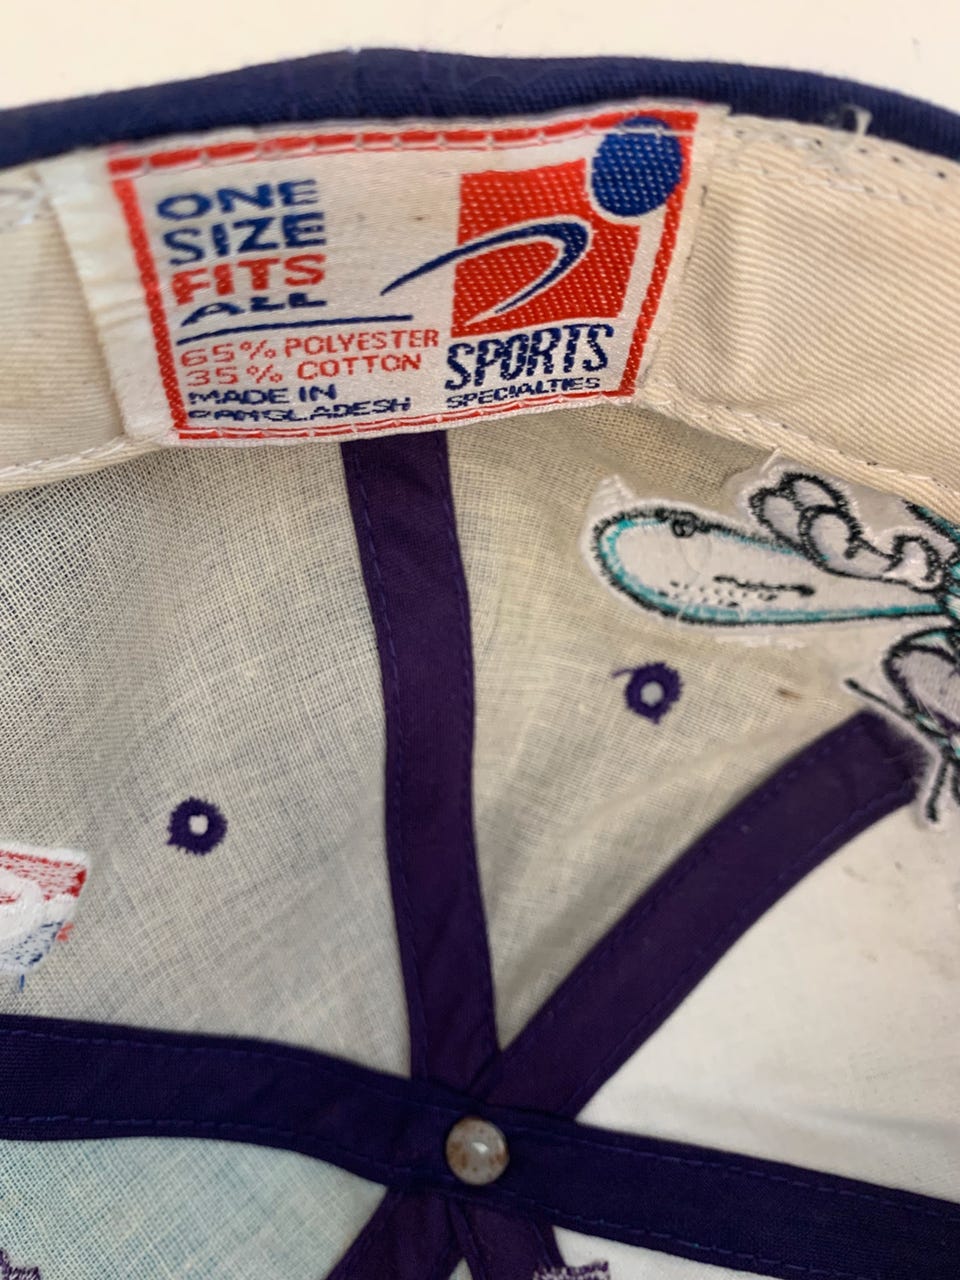 ONE
SIZE
FITS
ALL
65% POLYESTER
35% COTTON
MADE IN
BANGLADESH
SPORTS
SPECIALTIES